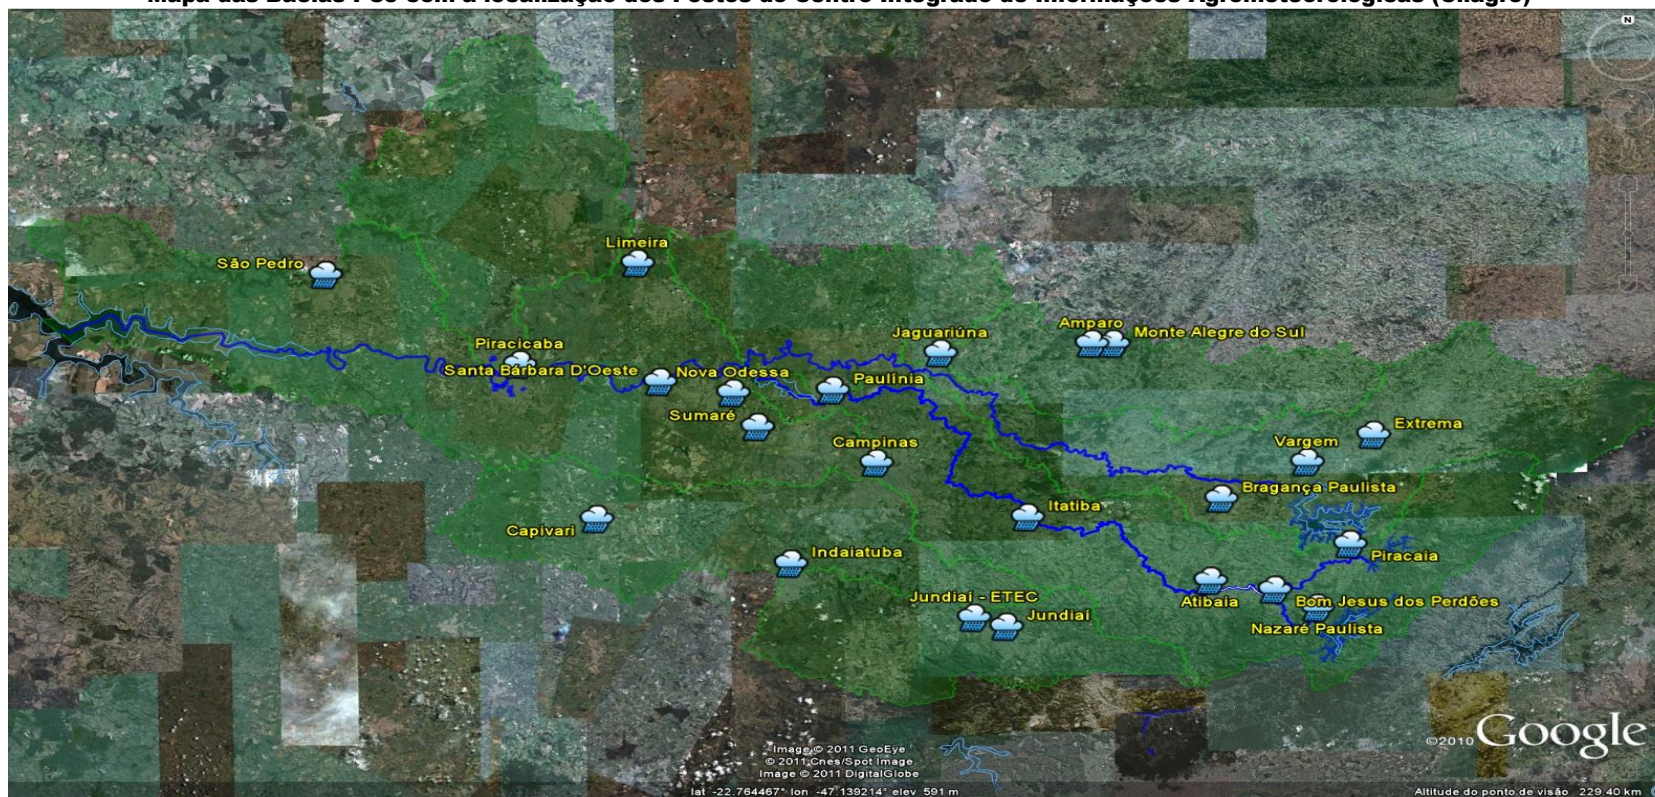 Mapa das Bacias PCJ com a localização dos Postos do Centro Integrado de Informações Agrometeorológicas (Ciiagro)
N
Limeira
São Pedro
Amparo
Monte Alegre do Sul
Jaguariúna
Piracicaba
Santa Bárbara D'Oeste
Nova Odessa
Paulínia
Sumaré
Extrema
Campinas
Vargem
Bragança Paulista
Itatiba
Capivari
Indaiatuba
Piracaia
Jundiaí - ETEC
Jundiaí
Atibaia
Bom Jesus dos Perdões
Nazaré Paulista
©2010 Google
Image © 2011 GeoEye
© 2011 Cnes/Spot Image
Image © 2011 DigitalGlobe
lat -22.764467° lon -47.139214° elev 591 m
Altitude do ponto de visão 229.40 km